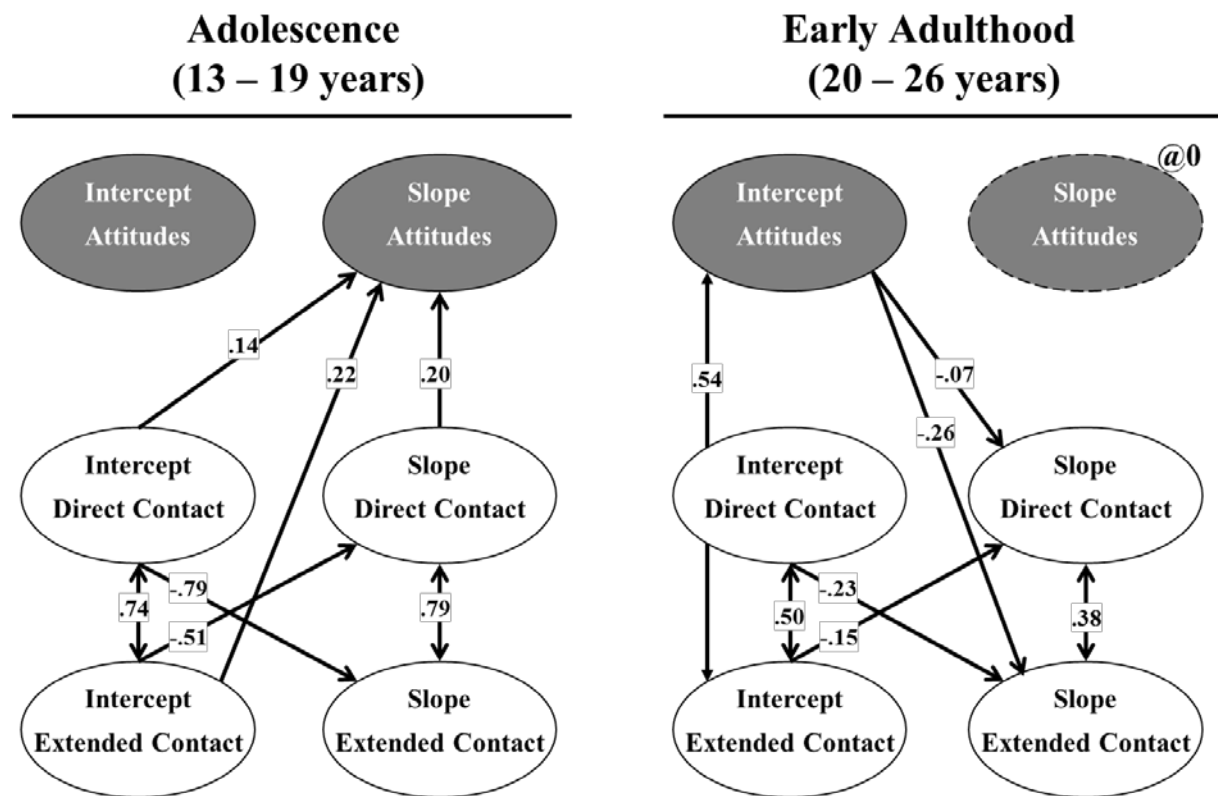 Adolescence
(13 – 19 years)
Intercept
Attitudes
Slope
Attitudes
.14
.22
.20
Intercept
Direct Contact
Slope
Direct Contact
-.79
.74
-.51
.79
Intercept
Extended Contact
Slope
Extended Contact
Early Adulthood
(20 – 26 years)
@0
Intercept
Attitudes
Slope
Attitudes
.54
-.07
-.26
Intercept
Direct Contact
Slope
Direct Contact
-.23
.50
-.15
.38
Intercept
Extended Contact
Slope
Extended Contact